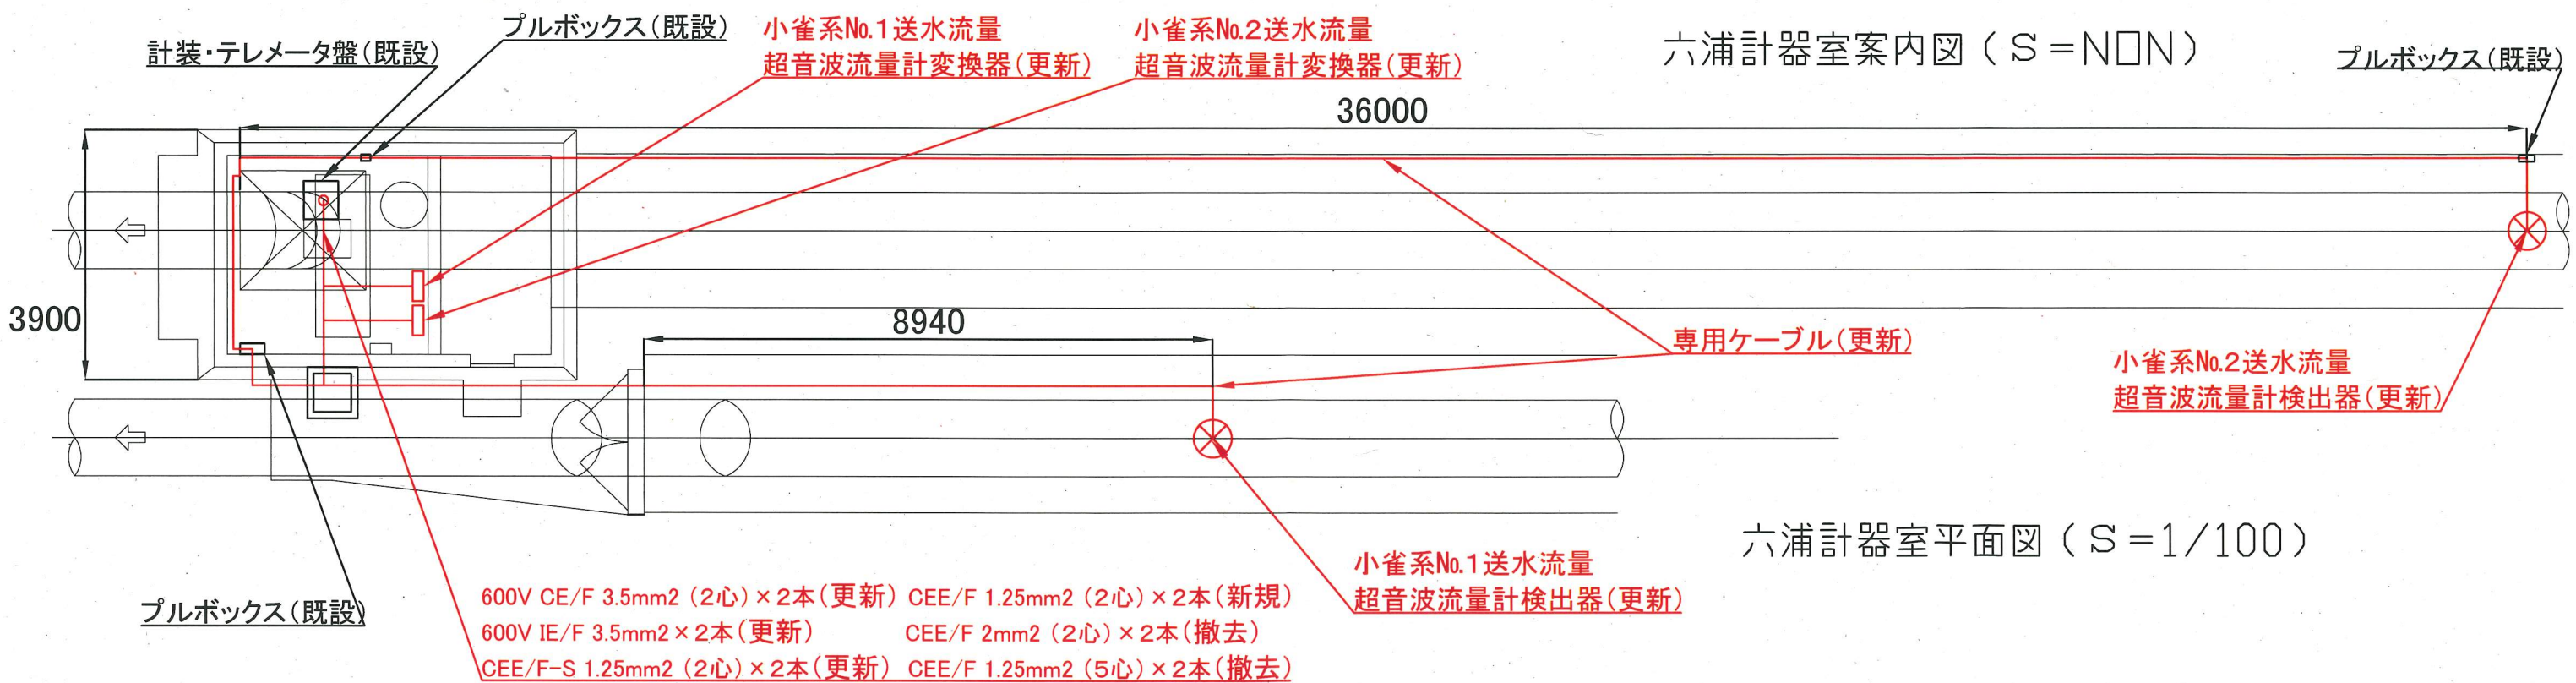 プルボックス(既設)
計装・テレメータ盤(既設)
小雀系№1送水流量
超音波流量計変換器(更新)
小雀系№2送水流量
超音波流量計変換器(更新)
六浦計器室案内図(S=NON)
プルボックス(既設)
36000
3900
8940
専用ケーブル(更新)
小雀系№2送水流量
超音波流量計検出器(更新)
六浦計器室平面図(S=1/100)
小雀系№1送水流量
超音波流量計検出器(更新)
プルボックス(既設)
600V CE/F 3.5mm2 (2心)×2本(更新) CEE/F 1.25mm2 (2心)×2本(新規)
600V IE/F 3.5mm2×2本(更新) CEE/F 2mm2 (2心)×2本(撤去)
CEE/F-S 1.25mm2 (2心)×2本(更新) CEE/F 1.25mm2 (5心)×2本(撤去)